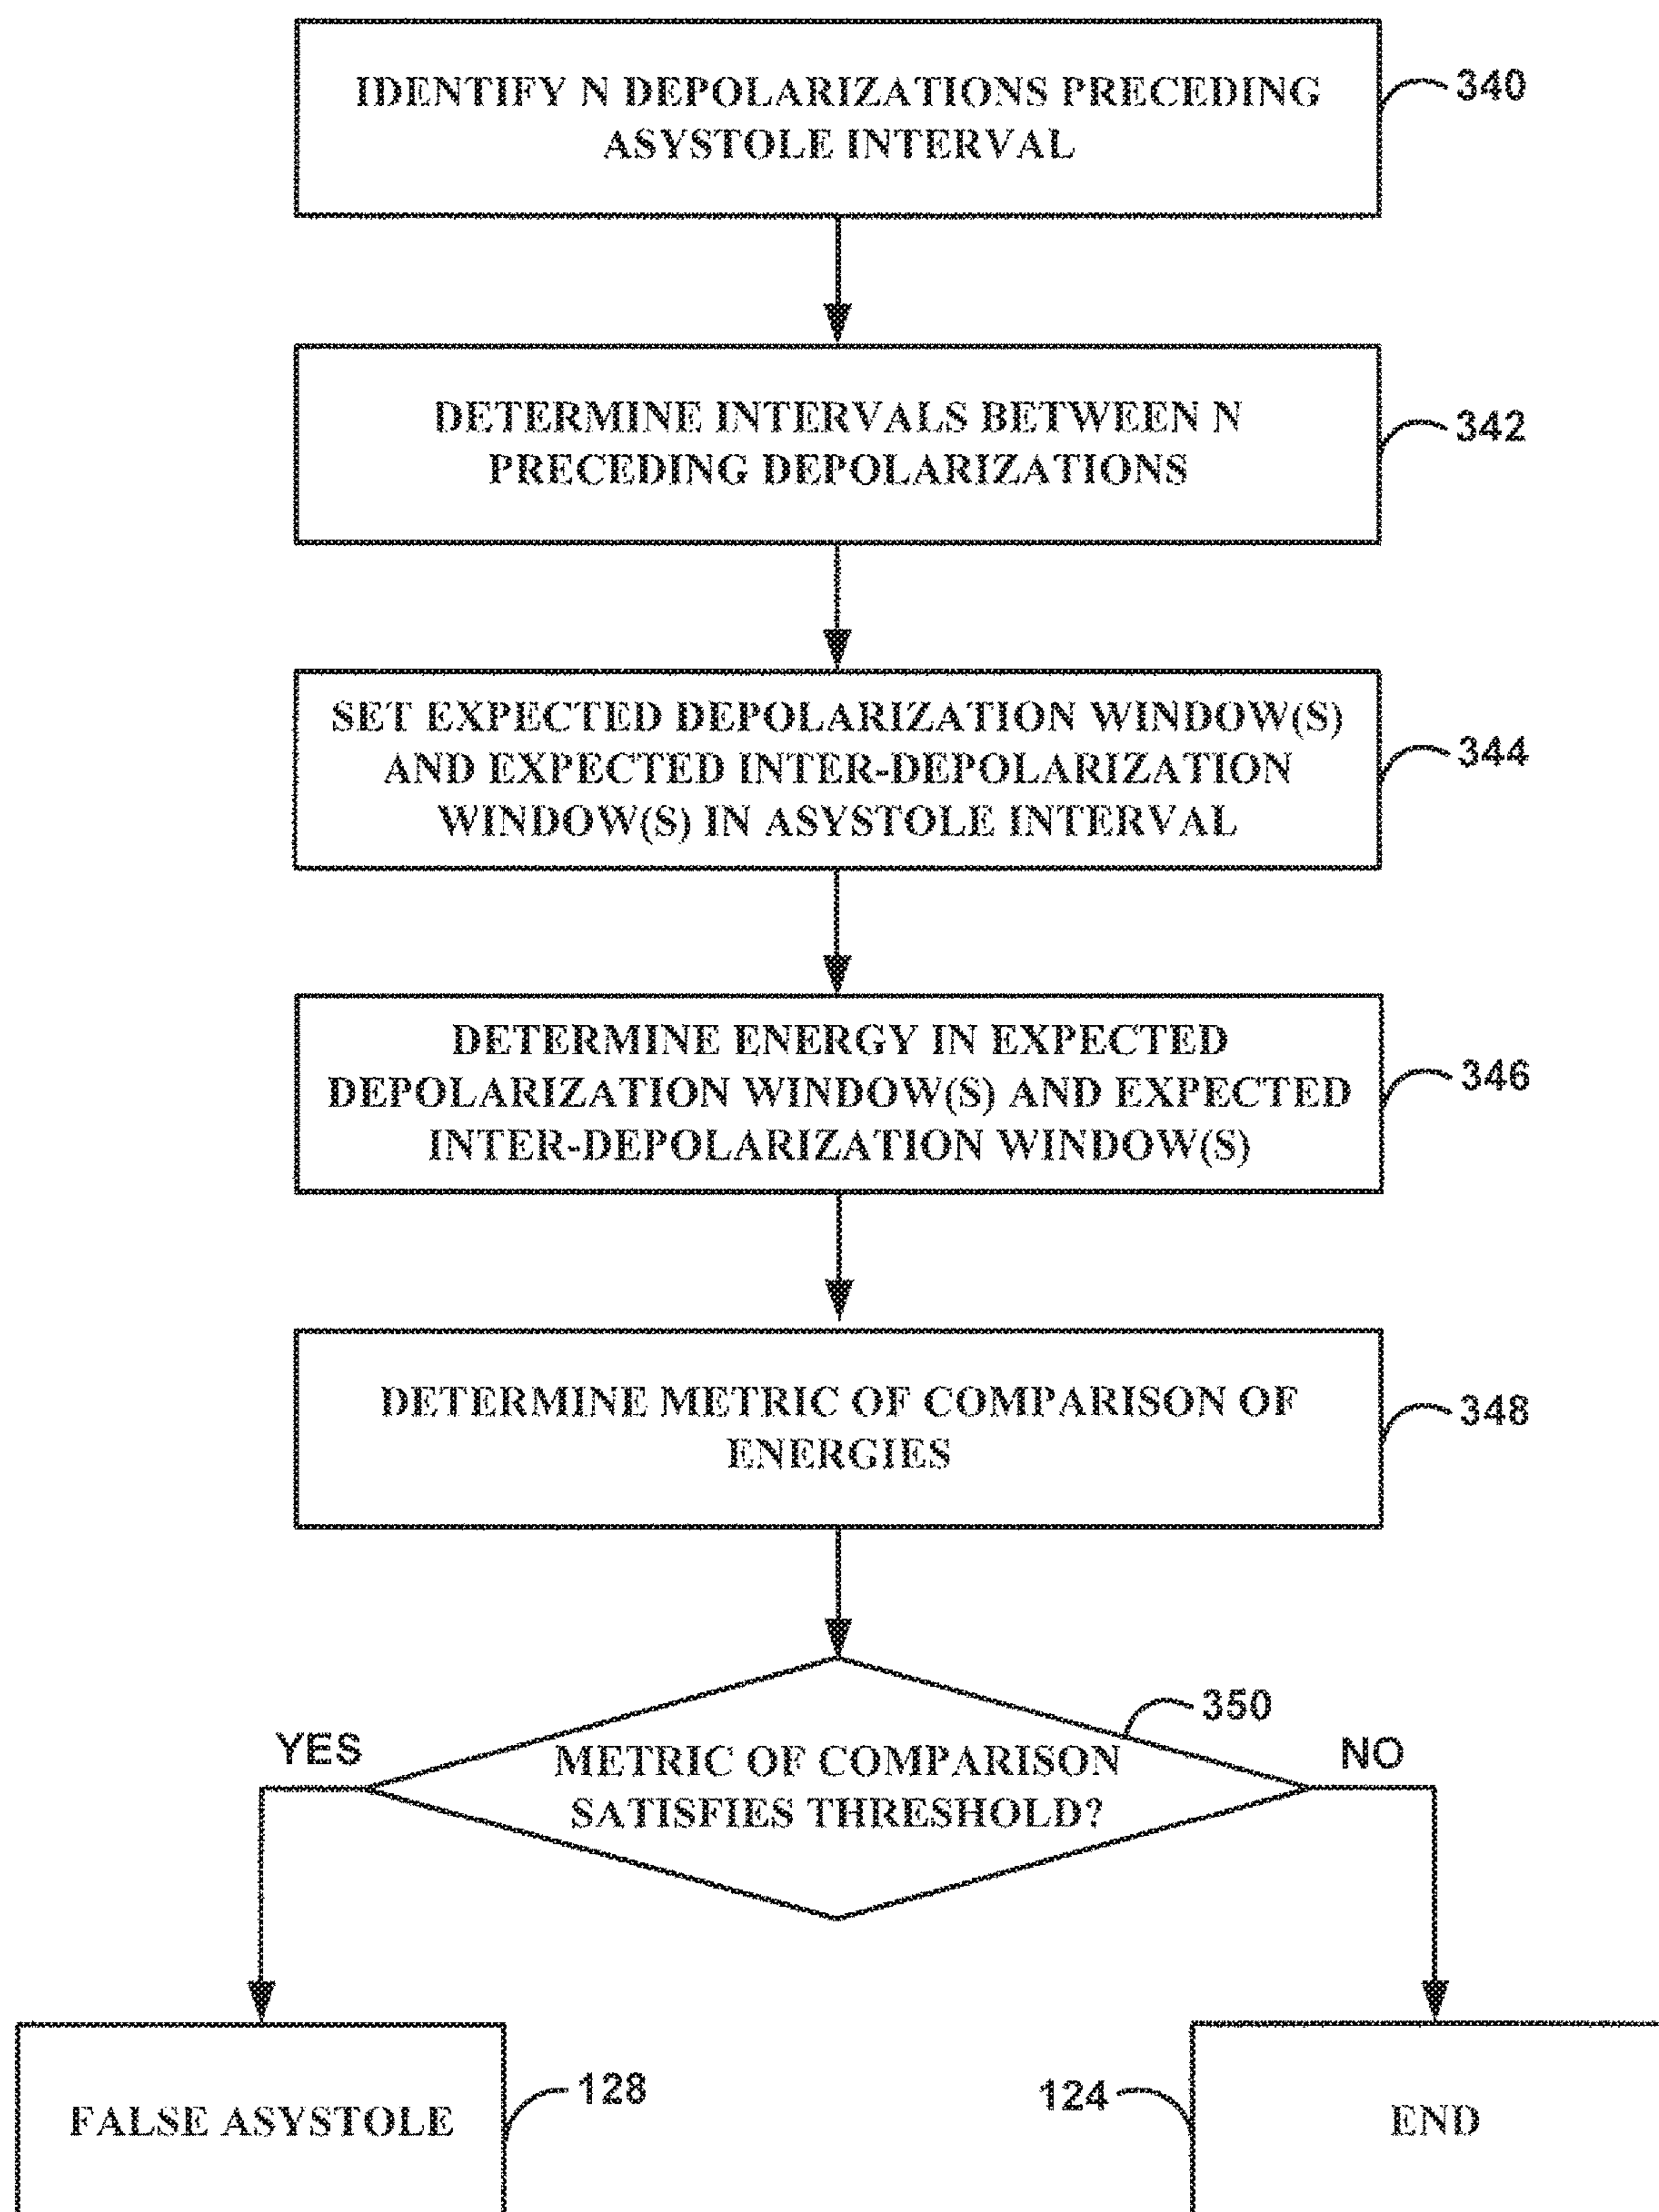 IDENTIFY N DEPOLARIZATIONS PRECEDING
ASYSTOLE INTERVAL
340
DETERMINE INTERVALS BETWEEN N
PRECEDING DEPOLARIZATIONS
342
SET EXPECTED DEPOLARIZATION WINDOW(S)
AND EXPECTED INTER-DEPOLARIZATION
WINDOW(S) IN ASYSTOLE INTERVAL
344
DETERMINE ENERGY IN EXPECTED
DEPOLARIZATION WINDOW(S) AND EXPECTED
INTER-DEPOLARIZATION WINDOW(S)
346
DETERMINE METRIC OF COMPARISON OF
ENERGIES
348
350
YES
METRIC OF COMPARISON
SATISFIES THRESHOLD?
NO
FALSE ASYSTOLE
128
124
END